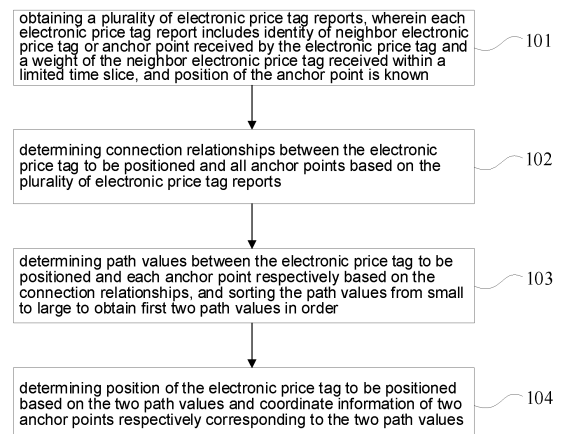 obtaining a plurality of electronic price tag reports, wherein each
electronic price tag report includes identity of neighbor electronic
price tag or anchor point received by the electronic price tag and
a weight of the neighbor electronic price tag received within a
limited time slice, and position of the anchor point is known
101
determining connection relationships between the electronic
price tag to be positioned and all anchor points based on the
plurality of electronic price tag reports
102
determining path values between the electronic price tag to be
positioned and each anchor point respectively based on the
connection relationships, and sorting the path values from small
to large to obtain first two path values in order
103
determining position of the electronic price tag to be positioned
based on the two path values and coordinate information of two
anchor points respectively corresponding to the two path values
104